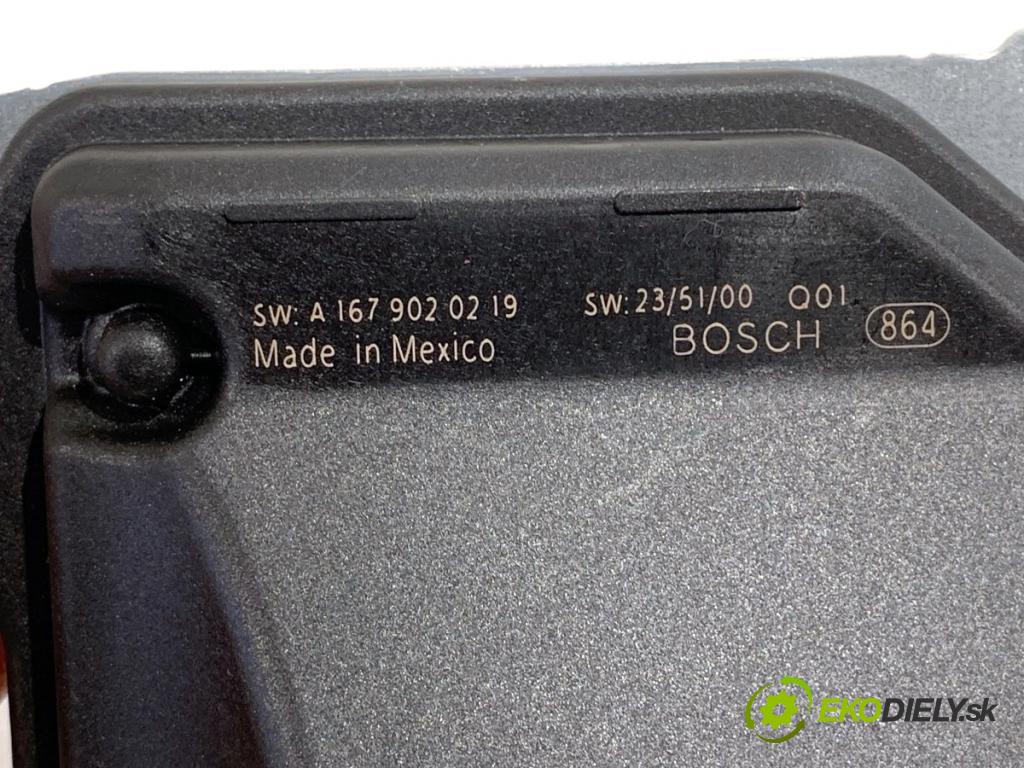 SW: A 167 902 02 19 SW: 23/51/00 Q01
Made in Mexico BOSCH 864
EKODIELY.sk